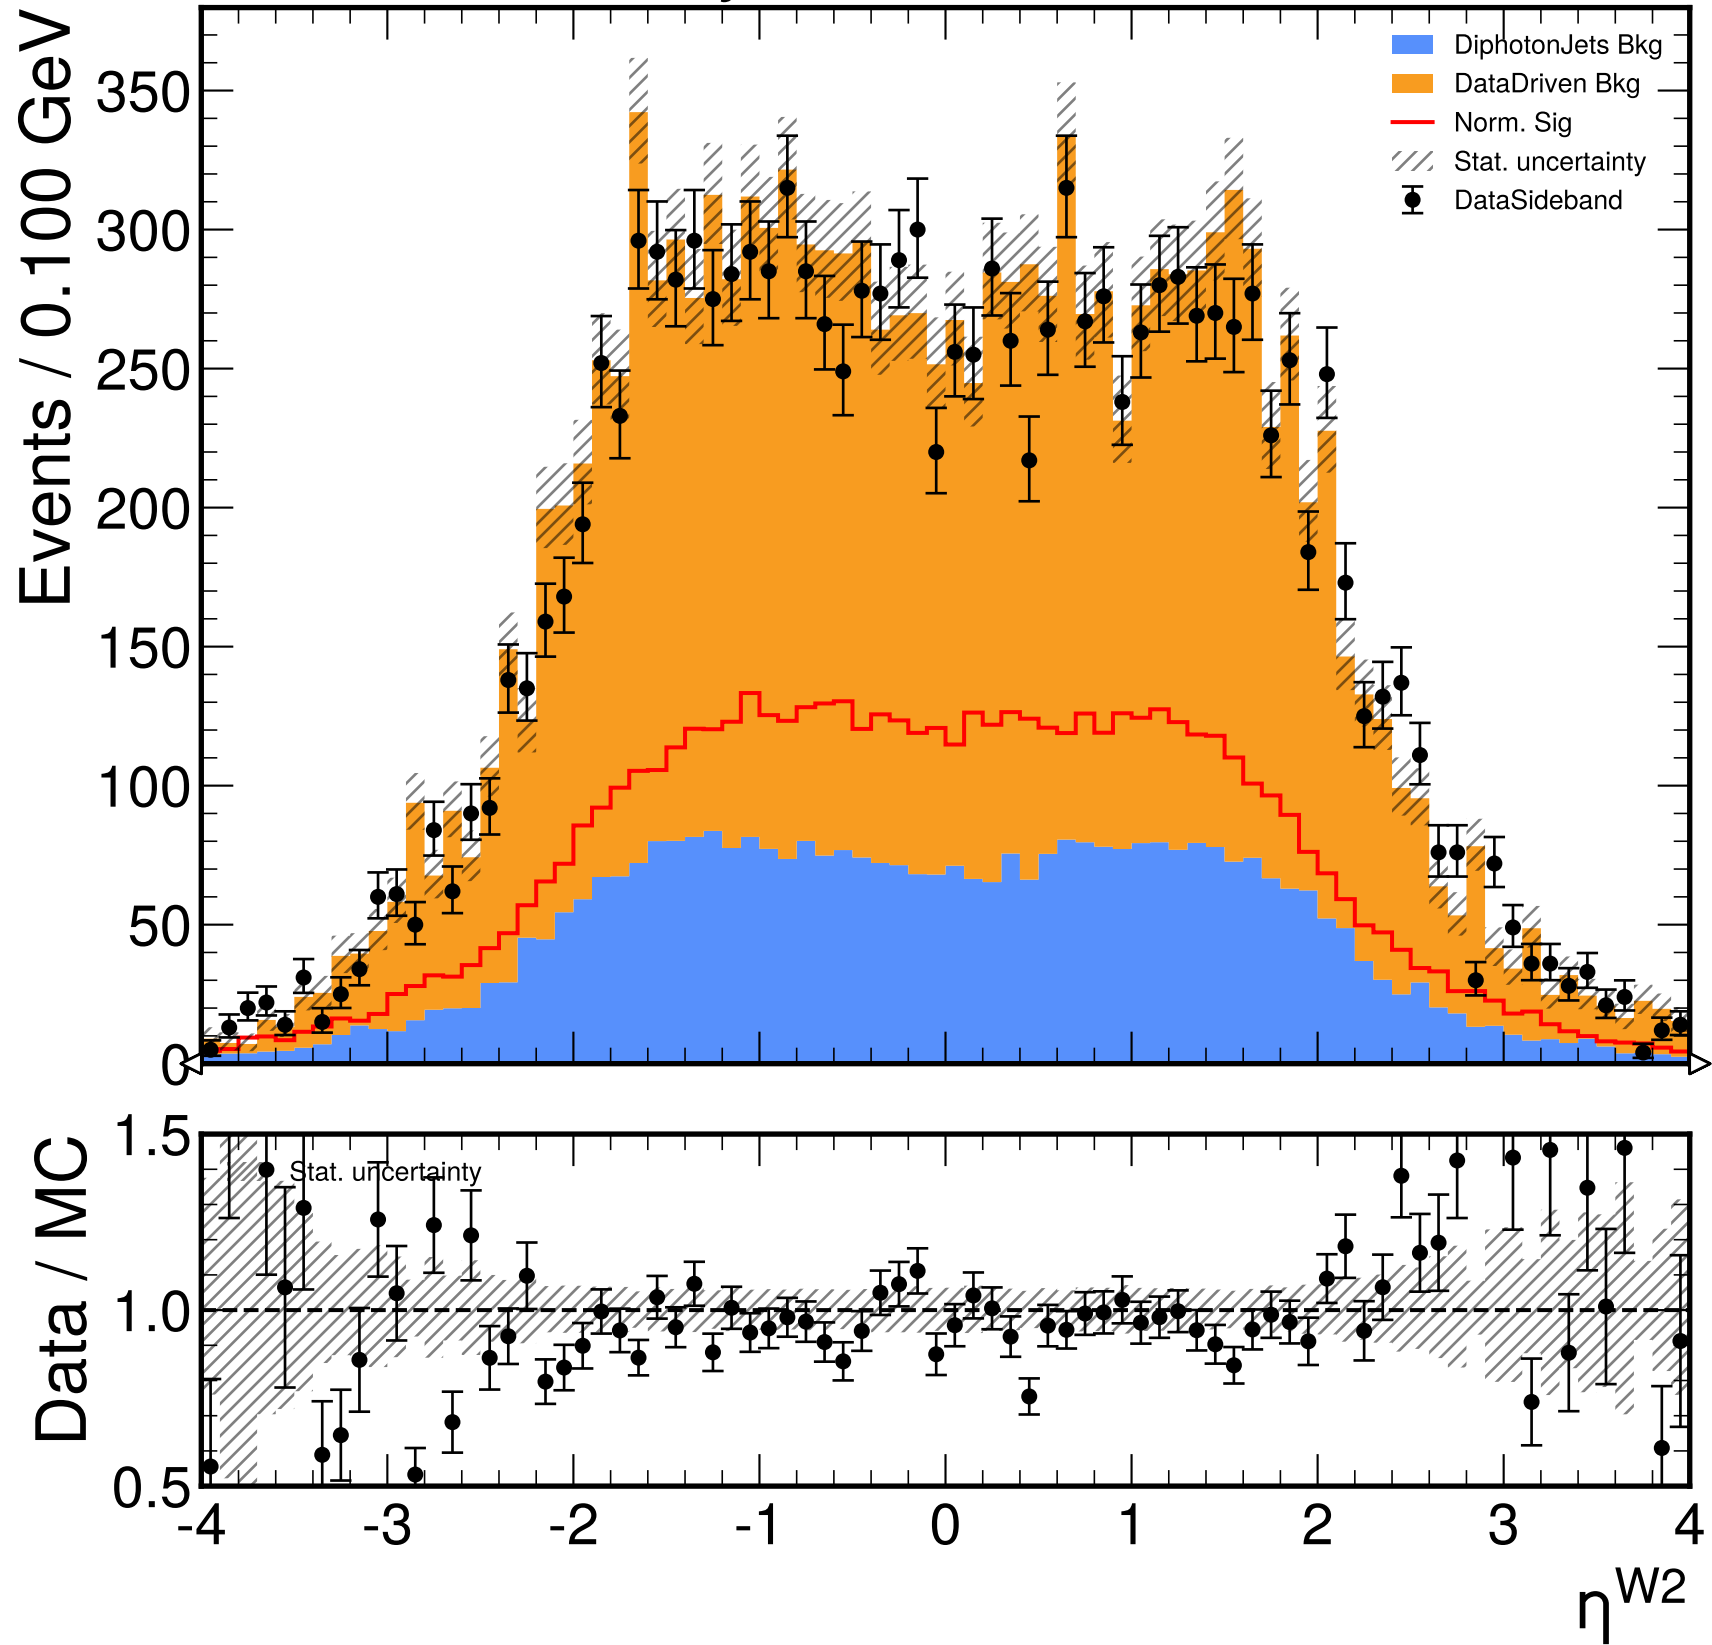 Events / 0.100 GeV
350
300
250
200
150
100
50
0
DiphotonJets Bkg
DataDriven Bkg
Norm. Sig
Stat. uncertainty
DataSideband
Data / MC
1.5
1.0
0.5
Stat. uncertainty
-4 -3 -2 -1 0 1 2 3 4
η^W2